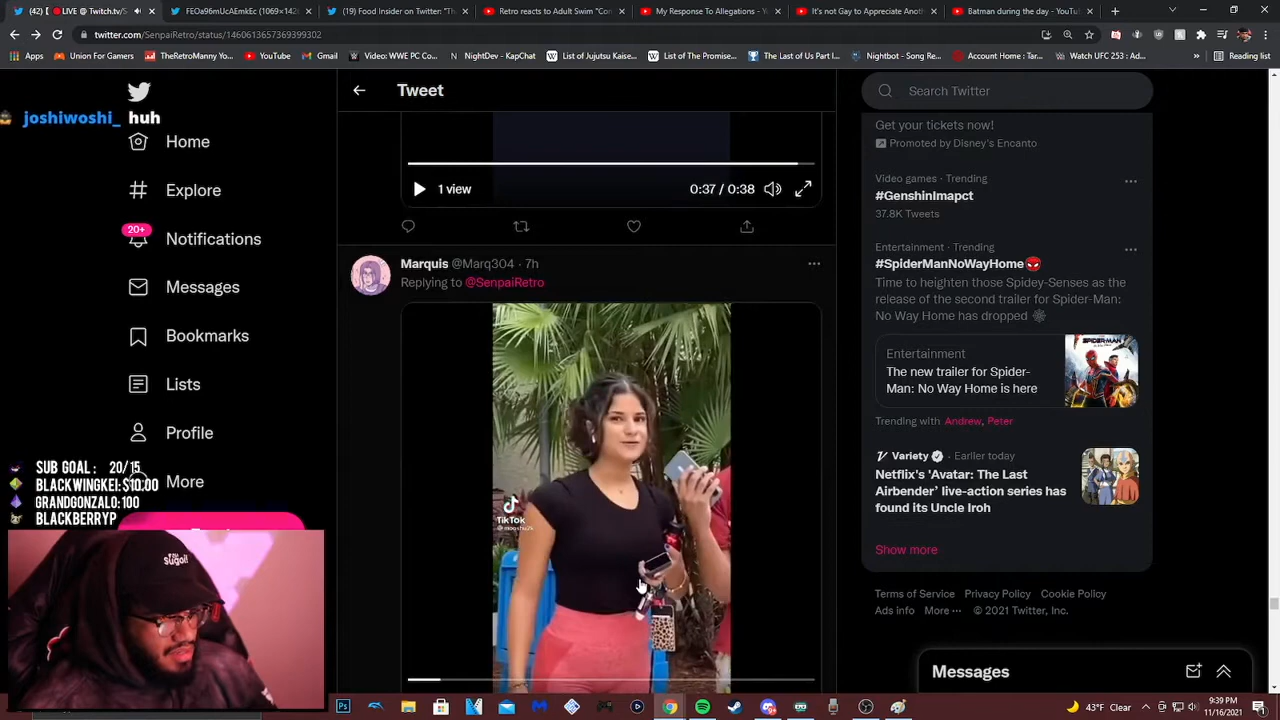 (42) [🔴 LIVE @ Twitch.tv/S
FEOa96mUcAEmkEc (1069×142
(19) Food Insider on Twitter: "Th
Retro reacts to Adult Swim "Con
My Response To Allegations - Yo
It's not Gay to Appreciate Anoth
Batman during the day - YouTub
twitter.com/SenpaiRetro/status/1460613657369399302
Apps
Union For Gamers
TheRetroManny Yo...
YouTube
Gmail
Video: WWE PC Con...
NightDev - KapChat
List of Jujutsu Kaise...
List of The Promise...
The Last of Us Part I...
Nightbot - Song Re...
Account Home : Tar...
Watch UFC 253: Ad...
»
Reading list
joshiwoshi_ huh
Home
Explore
20+
Notifications
Messages
Bookmarks
Lists
Profile
More
SUB GOAL : 20/15
BLACKWINGKEI:$10.00
GRANDGONZALO:100
BLACKBERRYP
Sugoi!
Tweet
1 view
0:37 / 0:38
Marquis @Marq304 · 7h
Replying to @SenpaiRetro
TikTok
Search Twitter
Get your tickets now!
Promoted by Disney's Encanto
Video games · Trending
#GenshinImapct
37.8K Tweets
Entertainment · Trending
#SpiderManNoWayHome
Time to heighten those Spidey-Senses as the
release of the second trailer for Spider-Man:
No Way Home has dropped
Entertainment
The new trailer for Spider-
Man: No Way Home is here
Trending with Andrew, Peter
Variety · Earlier today
Netflix's 'Avatar: The Last
Airbender' live-action series has
found its Uncle Iroh
Show more
Terms of Service Privacy Policy Cookie Policy
Ads info More ··· © 2021 Twitter, Inc.
Messages
43°F Clear
9:39 PM
11/16/2021